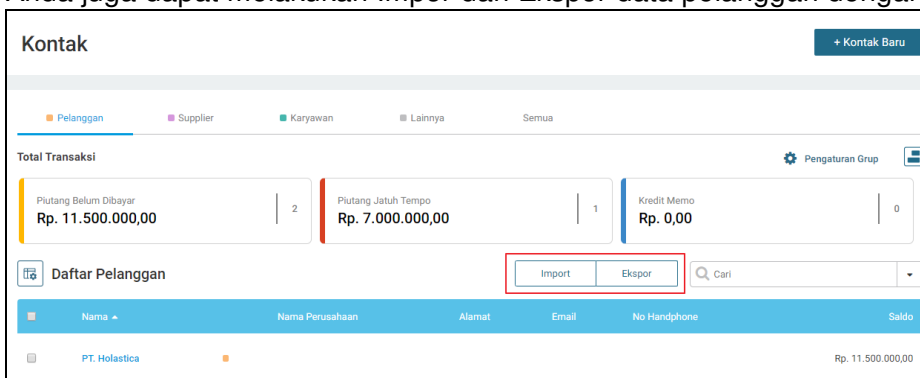 Anda juga dapat melakukan Impor dan Ekspor data pelanggan dengan
Kontak
+ Kontak Baru
Pelanggan Supplier Karyawan Lainnya Semua
Total Transaksi
Pengaturan Grup
Piutang Belum Dibayar
Rp. 11.500.000,00
2
Piutang Jatuh Tempo
Rp. 7.000.000,00
1
Kredit Memo
Rp. 0,00
0
Daftar Pelanggan
Import Ekspor
Cari
Nama Nama Perusahaan Alamat Email No Handphone Saldo
PT. Holastica Rp. 11.500.000,00